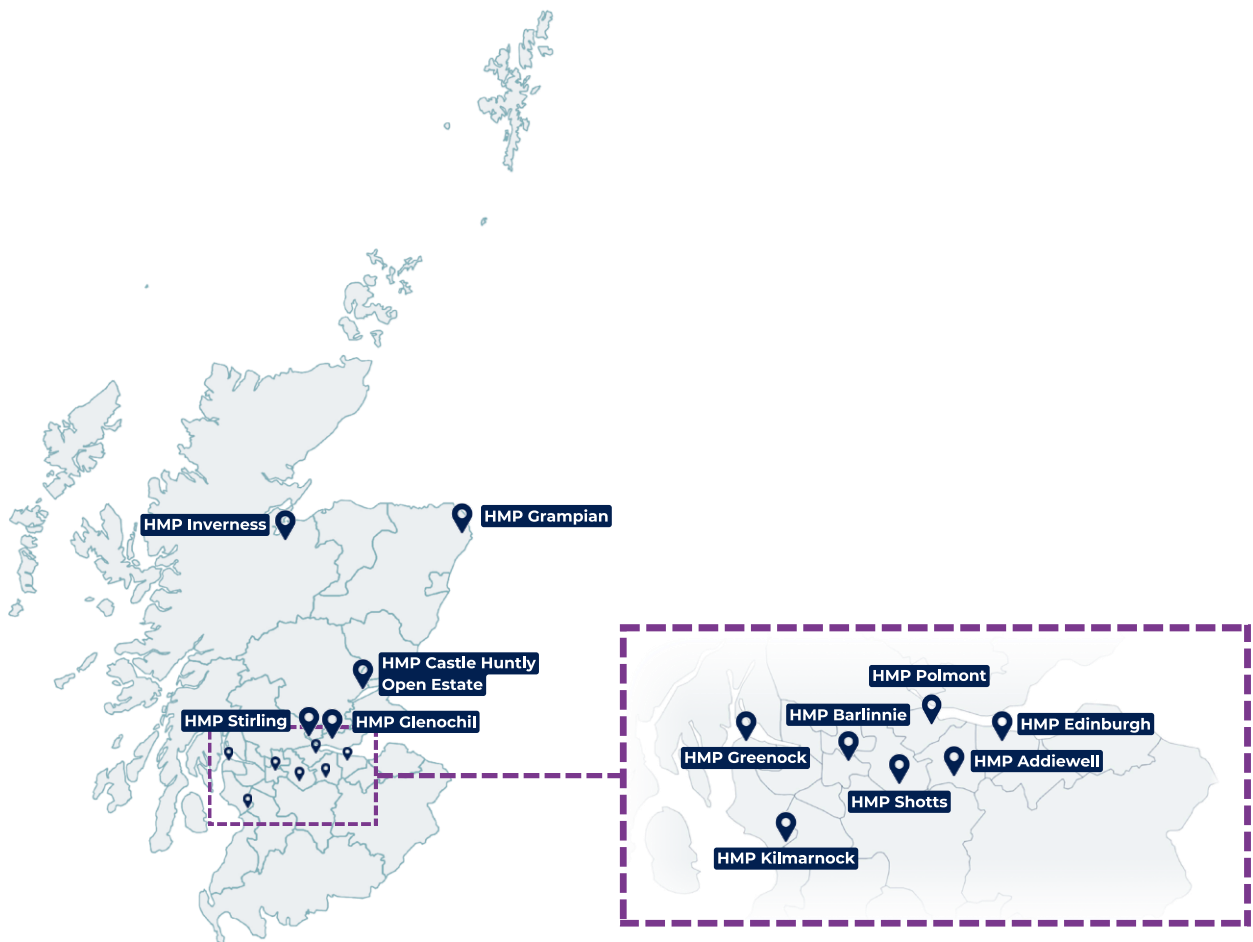 HMP Inverness
HMP Grampian
HMP Castle Huntly
Open Estate
HMP Stirling
HMP Glenochil
HMP Polmont
HMP Barlinnie
HMP Edinburgh
HMP Greenock
HMP Addiewell
HMP Shotts
HMP Kilmarnock